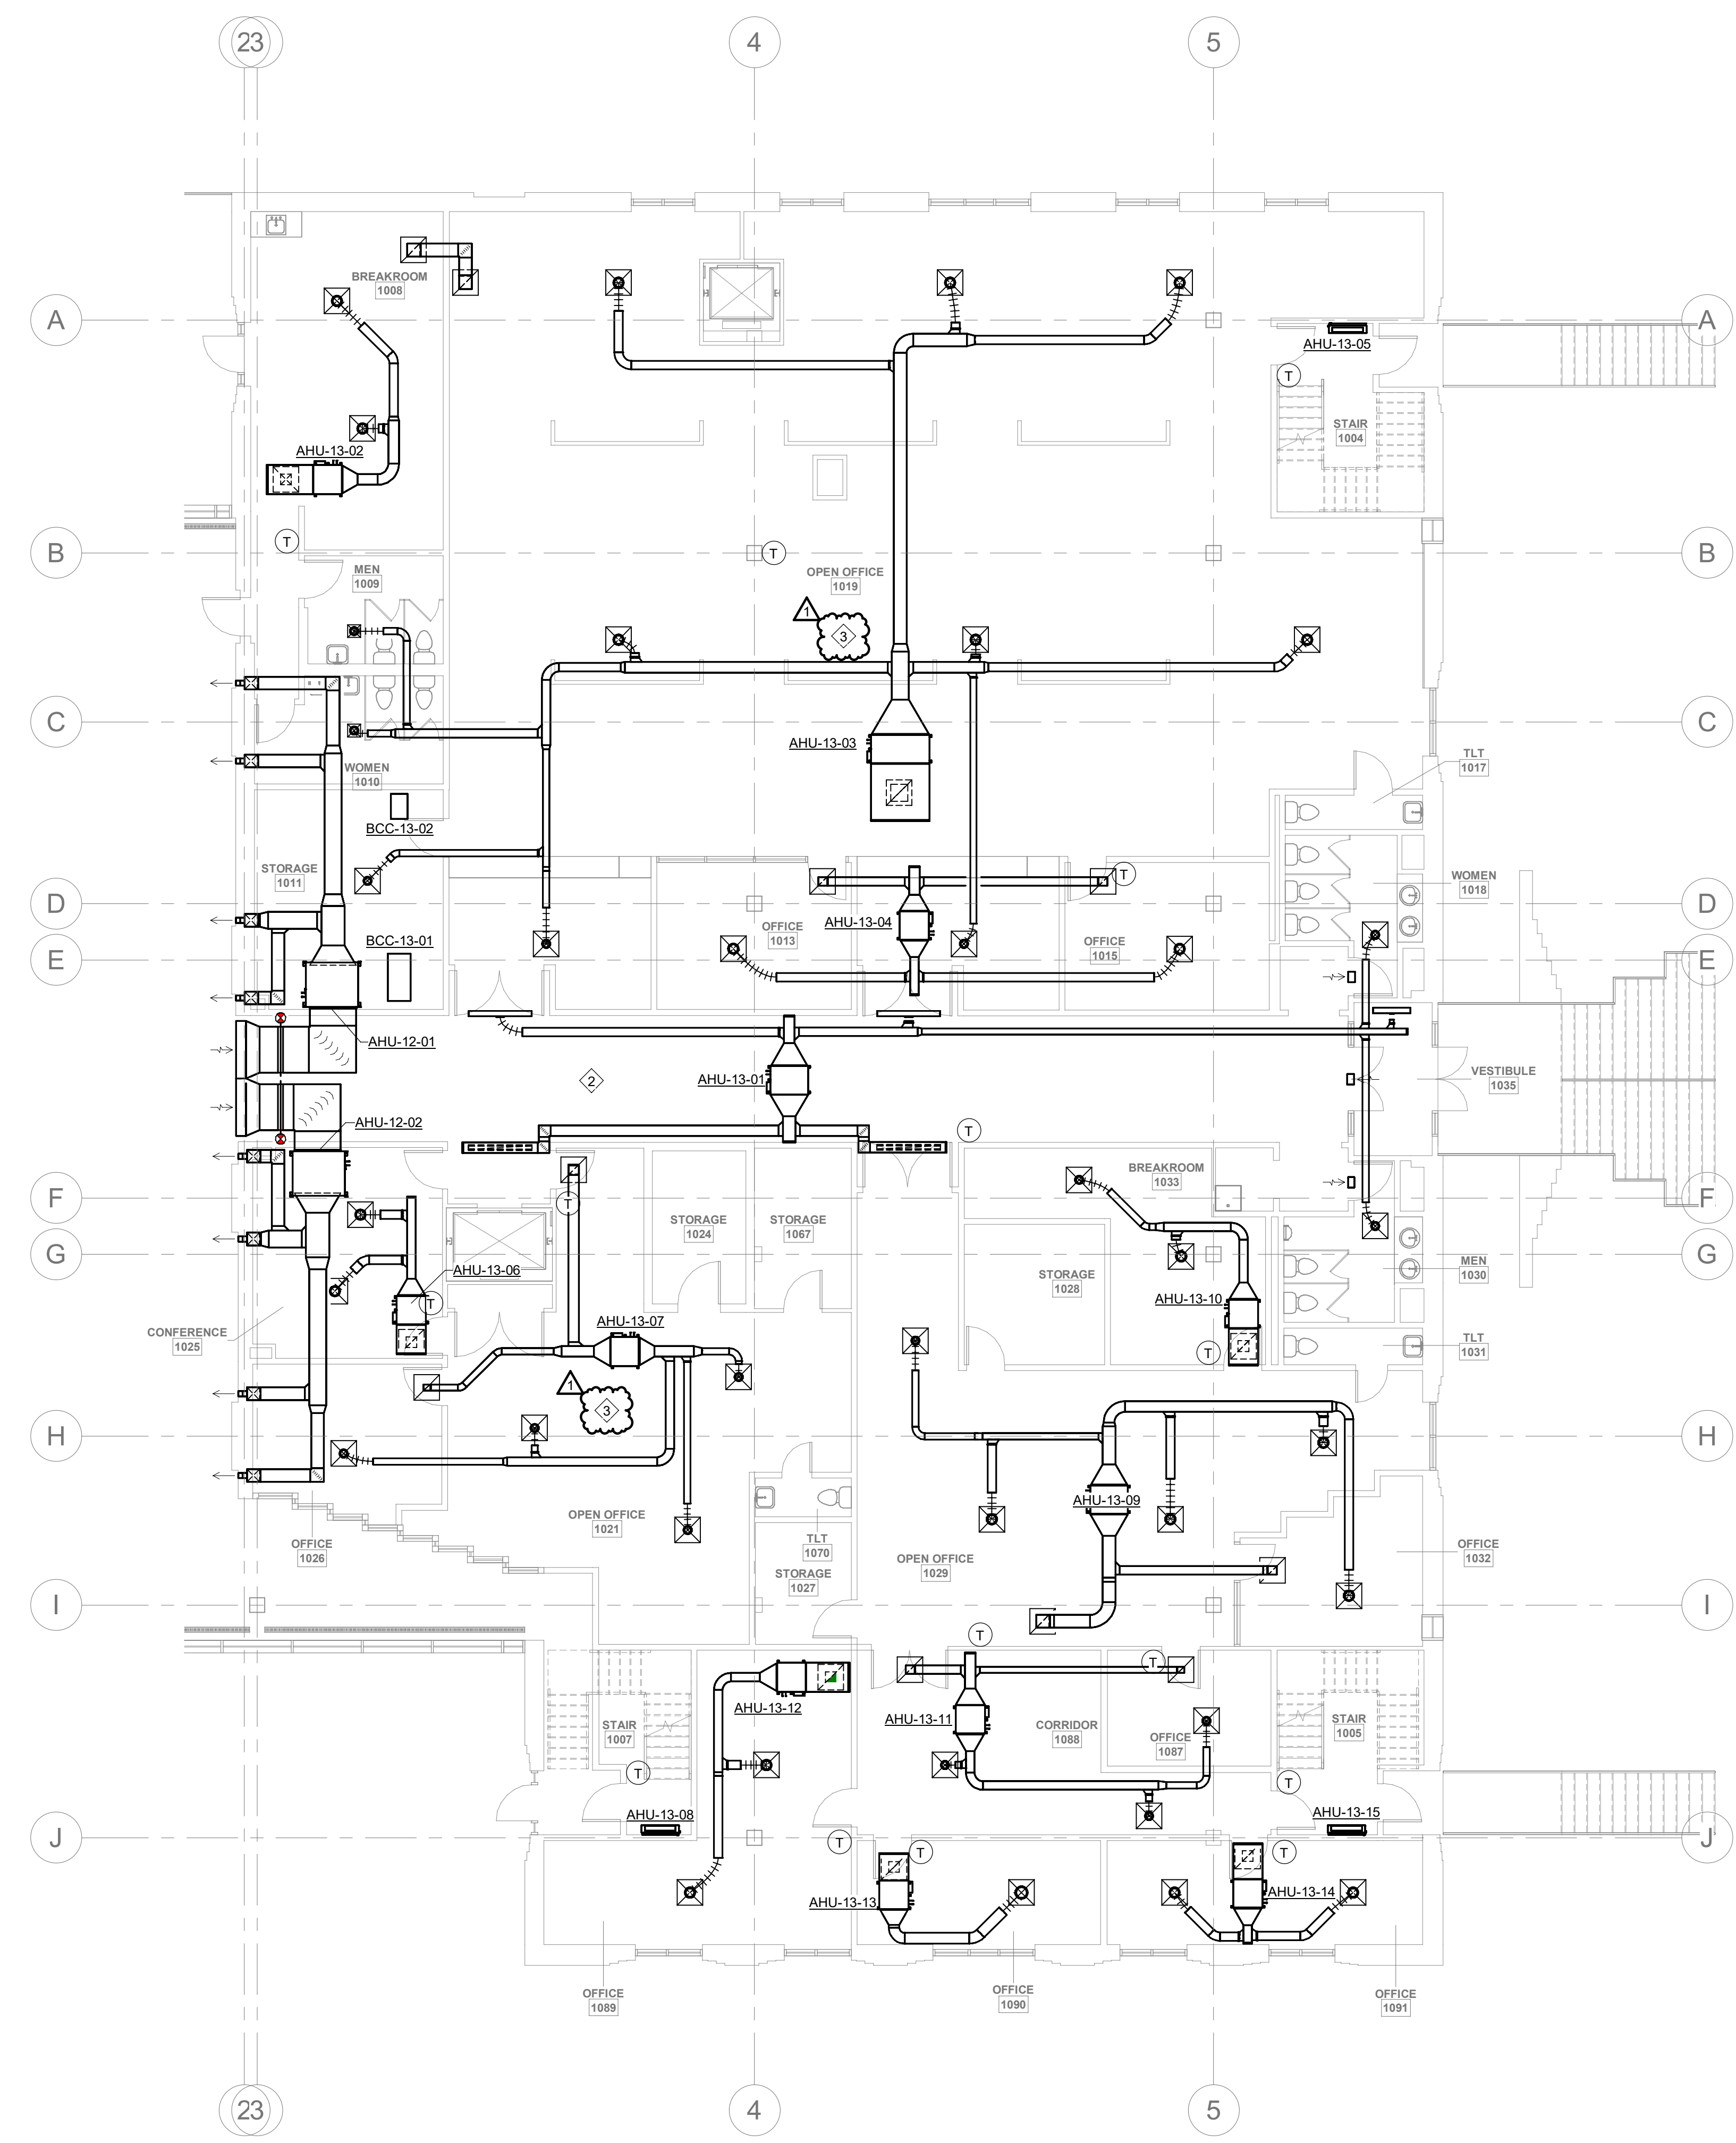 23
4
5
A
A
BREAKROOM
1008
AHU-13-05
T
STAIR
1004
AHU-13-02
T
B
T
B
MEN
1009
OPEN OFFICE
1019
1
3
C
C
AHU-13-03
WOMEN
1010
TLT
1017
BCC-13-02
STORAGE
1011
T
WOMEN
1018
D
D
AHU-13-04
OFFICE
1013
OFFICE
1015
BCC-13-01
E
E
AHU-12-01
2
AHU-13-01
VESTIBULE
1035
AHU-12-02
T
BREAKROOM
1033
F
T
F
STORAGE
1024
STORAGE
1067
G
G
AHU-13-06
STORAGE
1028
MEN
1030
T
AHU-13-10
CONFERENCE
1025
AHU-13-07
T
TLT
1031
1
3
H
H
AHU-13-09
OPEN OFFICE
1021
OFFICE
1026
TLT
1070
OPEN OFFICE
1029
OFFICE
1032
STORAGE
1027
I
I
T
T
AHU-13-12
AHU-13-11
STAIR
1007
CORRIDOR
1088
OFFICE
1087
STAIR
1005
T
T
AHU-13-08
AHU-13-15
J
T
T
T
J
AHU-13-13
AHU-13-14
OFFICE
1089
OFFICE
1090
OFFICE
1091
23
4
5